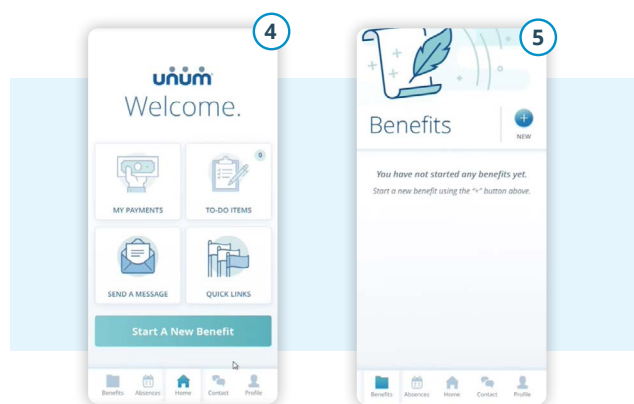 4
unum
Welcome.
0
MY PAYMENTS
TO-DO ITEMS
SEND A MESSAGE
QUICK LINKS
Start A New Benefit
Benefits Absences Home Contact Profile
5
Benefits
NEW
You have not started any benefits yet.
Start a new benefit using the "+" button above.
Benefits Absences Home Contact Profile